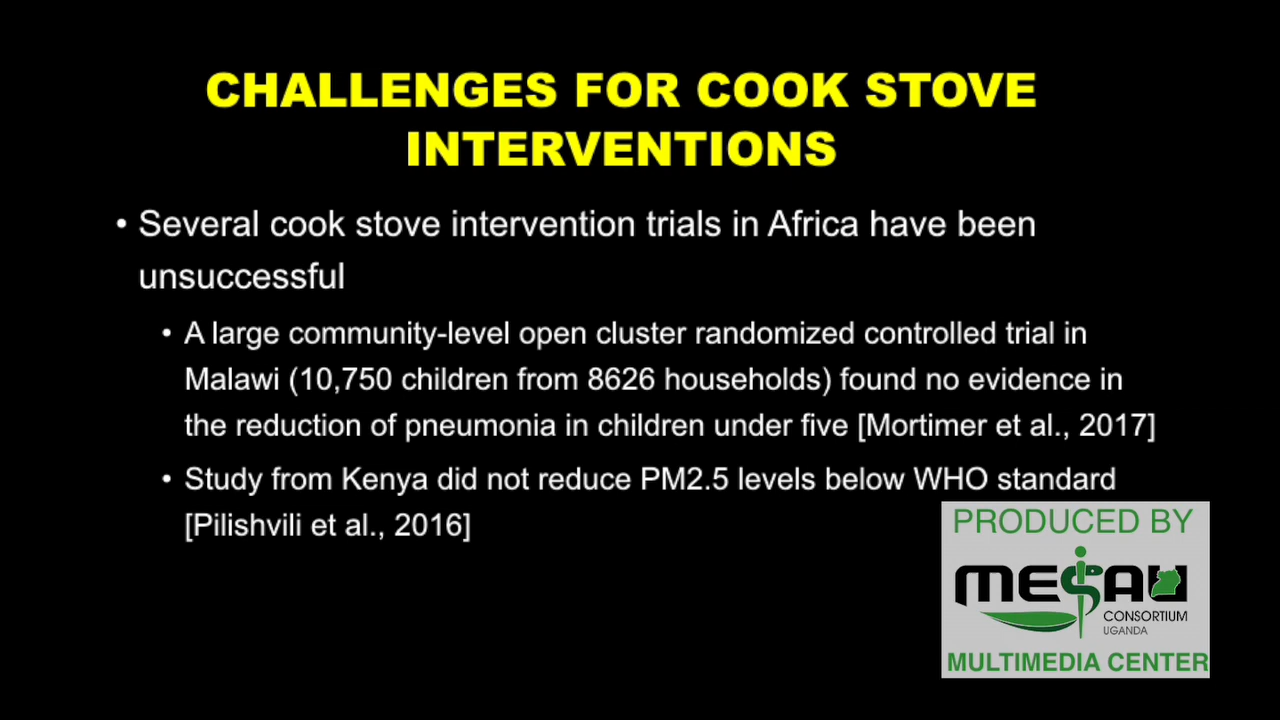 CHALLENGES FOR COOK STOVE
INTERVENTIONS
• Several cook stove intervention trials in Africa have been
unsuccessful
• A large community-level open cluster randomized controlled trial in
Malawi (10,750 children from 8626 households) found no evidence in
the reduction of pneumonia in children under five [Mortimer et al., 2017]
• Study from Kenya did not reduce PM2.5 levels below WHO standard
[Pilishvili et al., 2016]
PRODUCED BY
MESAU
CONSORTIUM
UGANDA
MULTIMEDIA CENTER